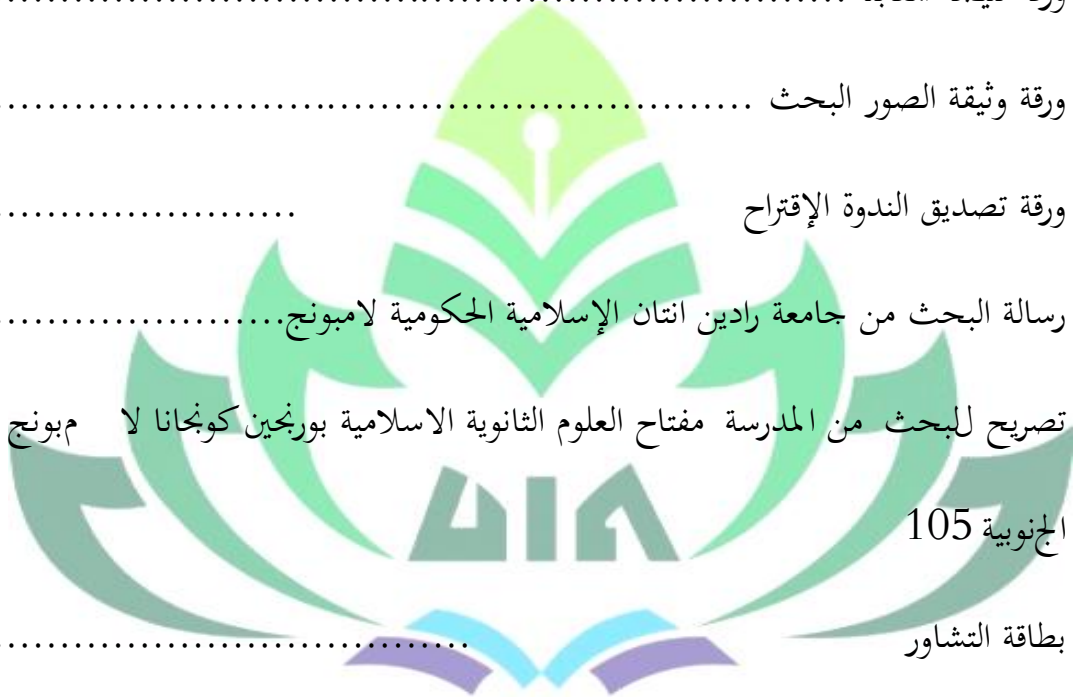 ورقة وثيقة الصور البحث ........................................................
ورقة تصديق الندوة الإقتراح ......................
رسالة البحث من جامعة رادين انتان الإسلامية الحكومية لامبونج......................
تصريح للبحث من المدرسة مفتاح العلوم الثانوية الاسلامية بورنجين كونجانا لا مبونج
الجنوبية 105
بطاقة التشاور ...................................